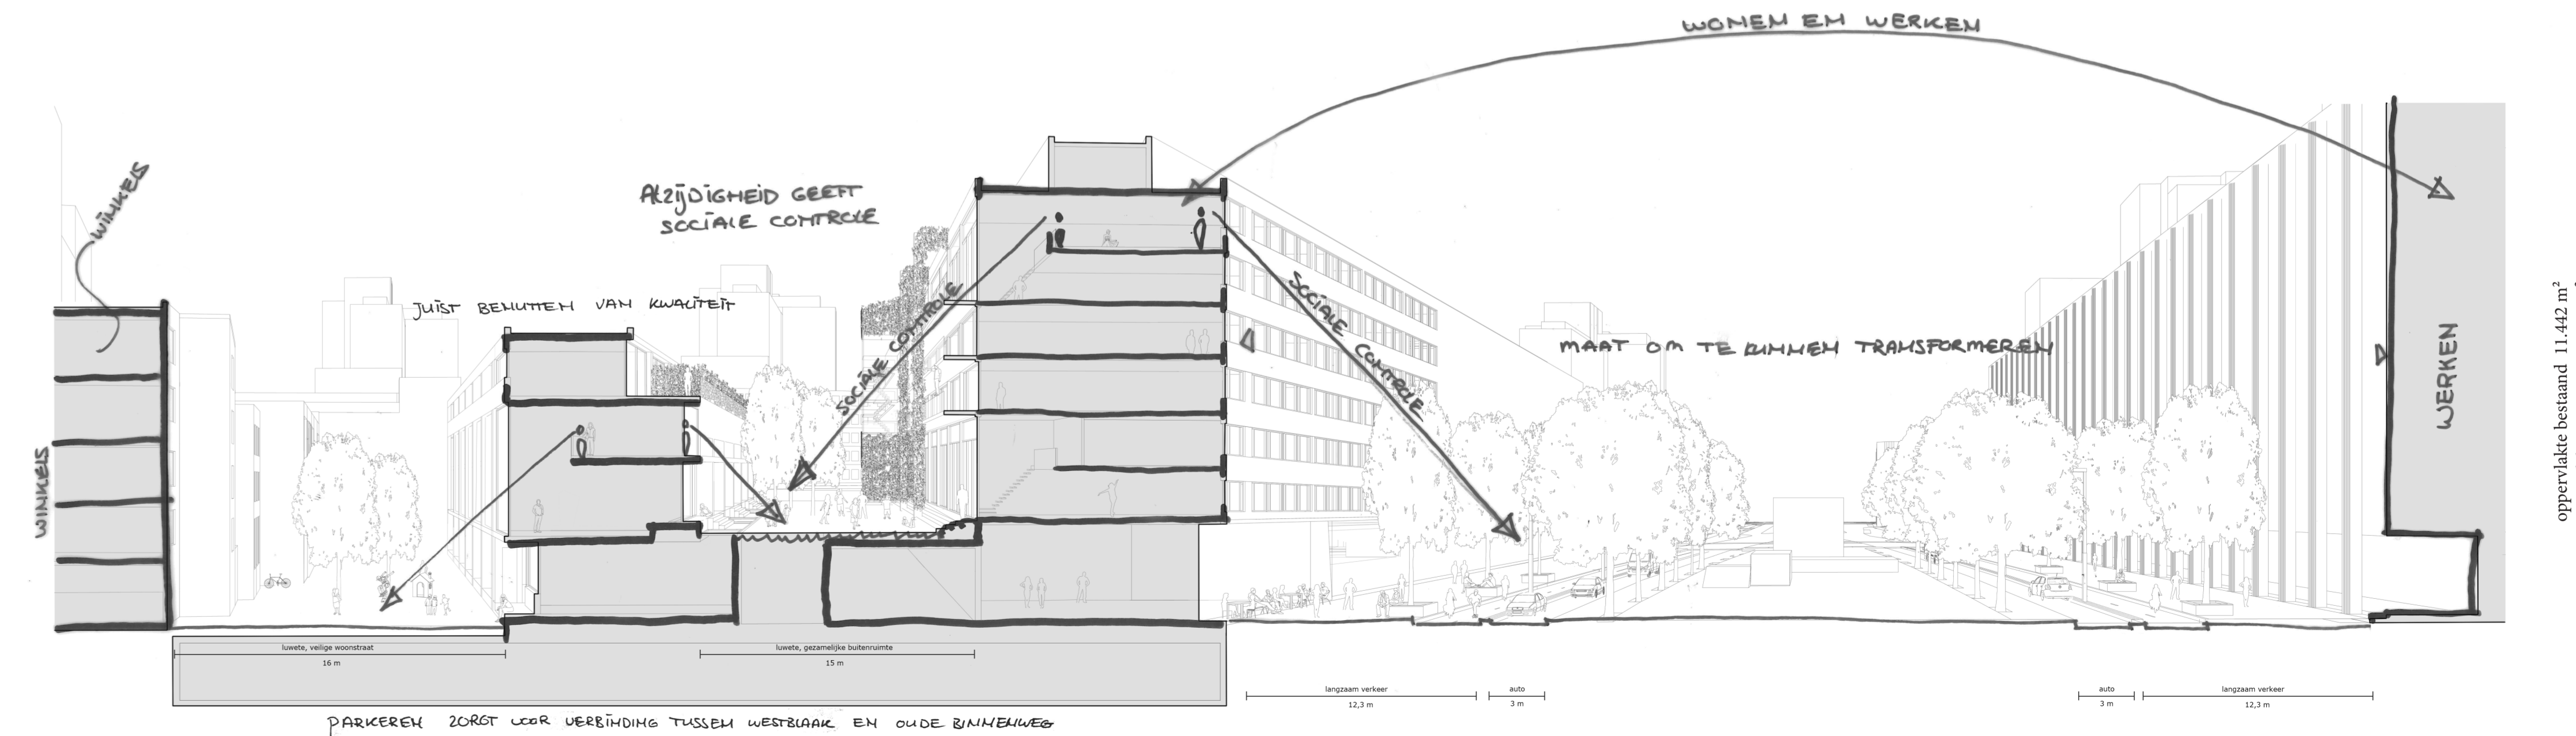 WONEN EN WERKEN
WINKELS
ALZIJDIGHEID GEEFT
SOCIALE CONTROLE
JUIST BENUTTEN VAN KWALITEIT
SOCIALE CONTROLE
SOCIALE CONTROLE
MAAT OM TE KUNNEN TRANSFORMEREN
WERKEN
oppervlakte bestand 11.442 m²
WINKELS
luwete, veilige woonstraat
16 m
luwete, gezamelijke buitenruimte
15 m
langzaam verkeer
12,3 m
auto
3 m
auto
3 m
langzaam verkeer
12,3 m
PARKEREN ZORGT VOOR VERBINDING TUSSEN WESTBLAAK EN OUDE BINNENWEG